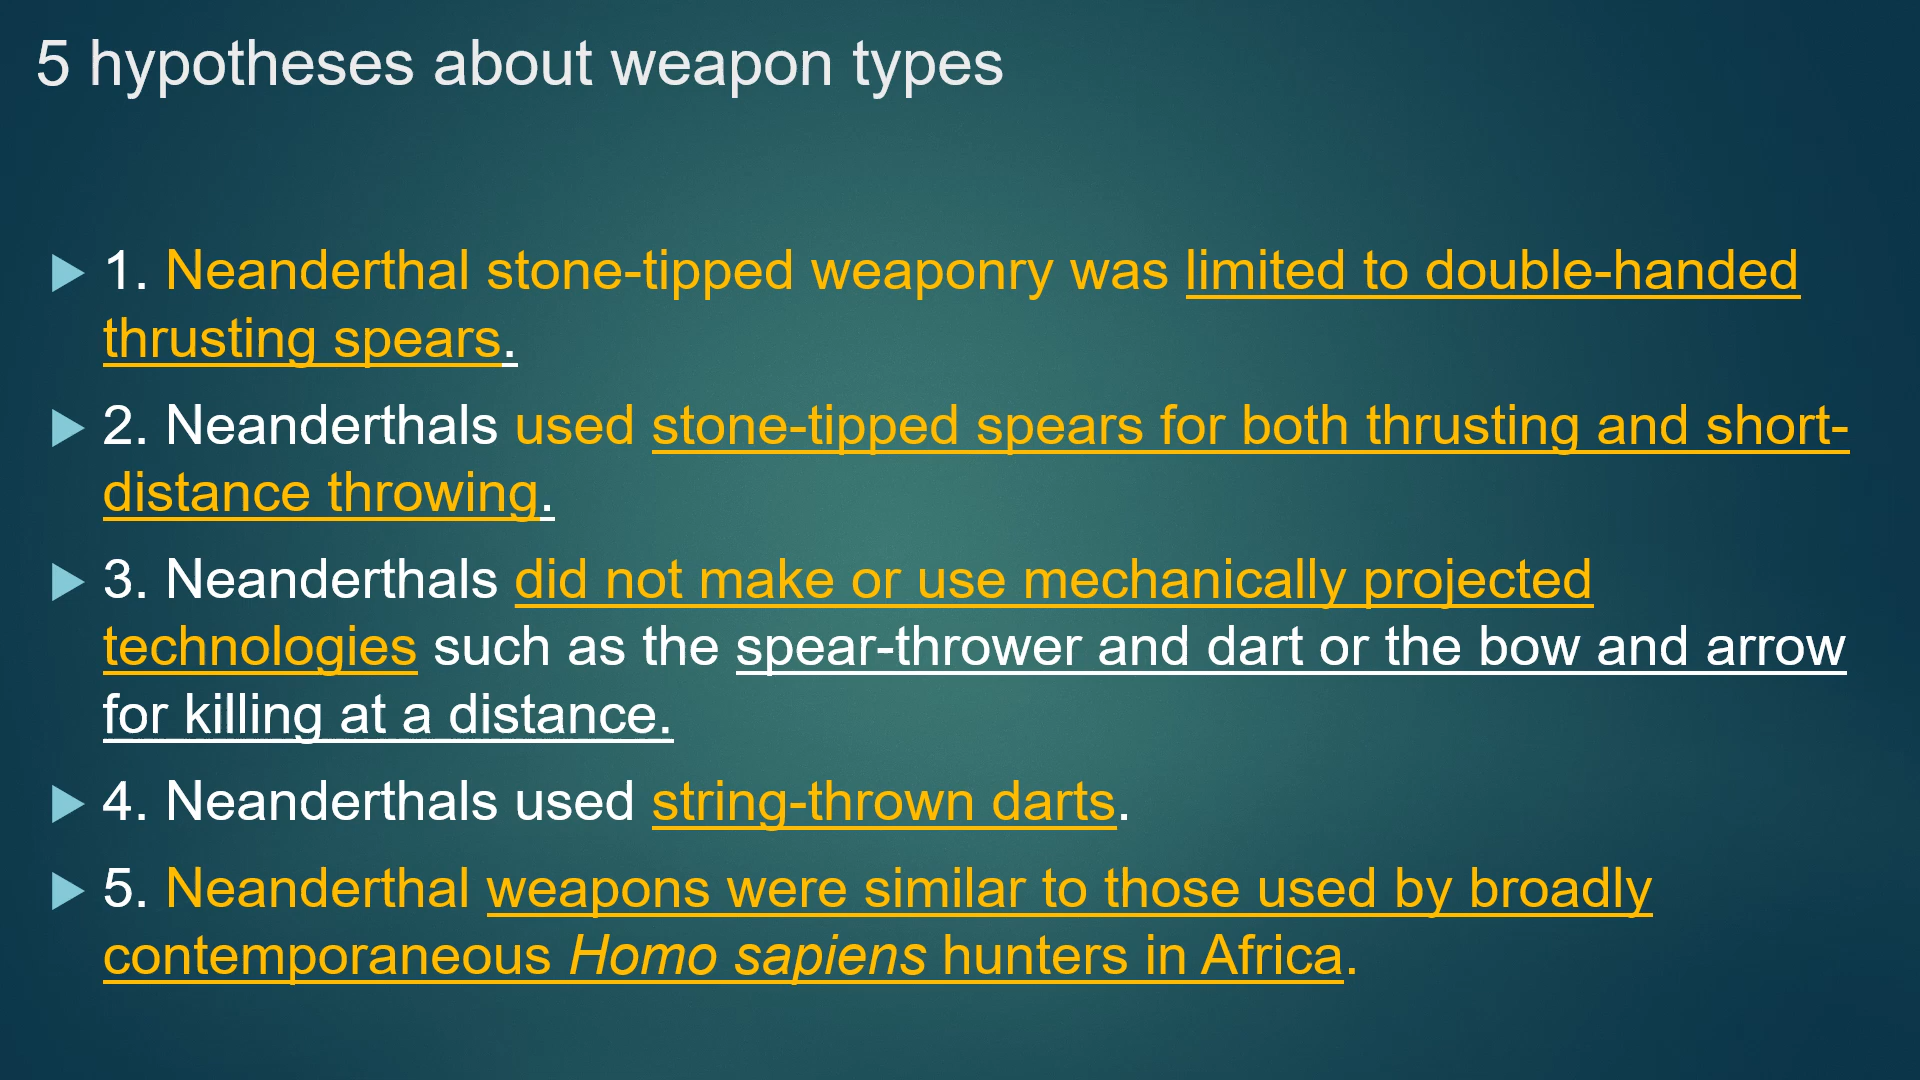 5 hypotheses about weapon types
1. Neanderthal stone-tipped weaponry was limited to double-handed
thrusting spears.
2. Neanderthals used stone-tipped spears for both thrusting and short-
distance throwing.
3. Neanderthals did not make or use mechanically projected
technologies such as the spear-thrower and dart or the bow and arrow
for killing at a distance.
4. Neanderthals used string-thrown darts.
5. Neanderthal weapons were similar to those used by broadly
contemporaneous Homo sapiens hunters in Africa.